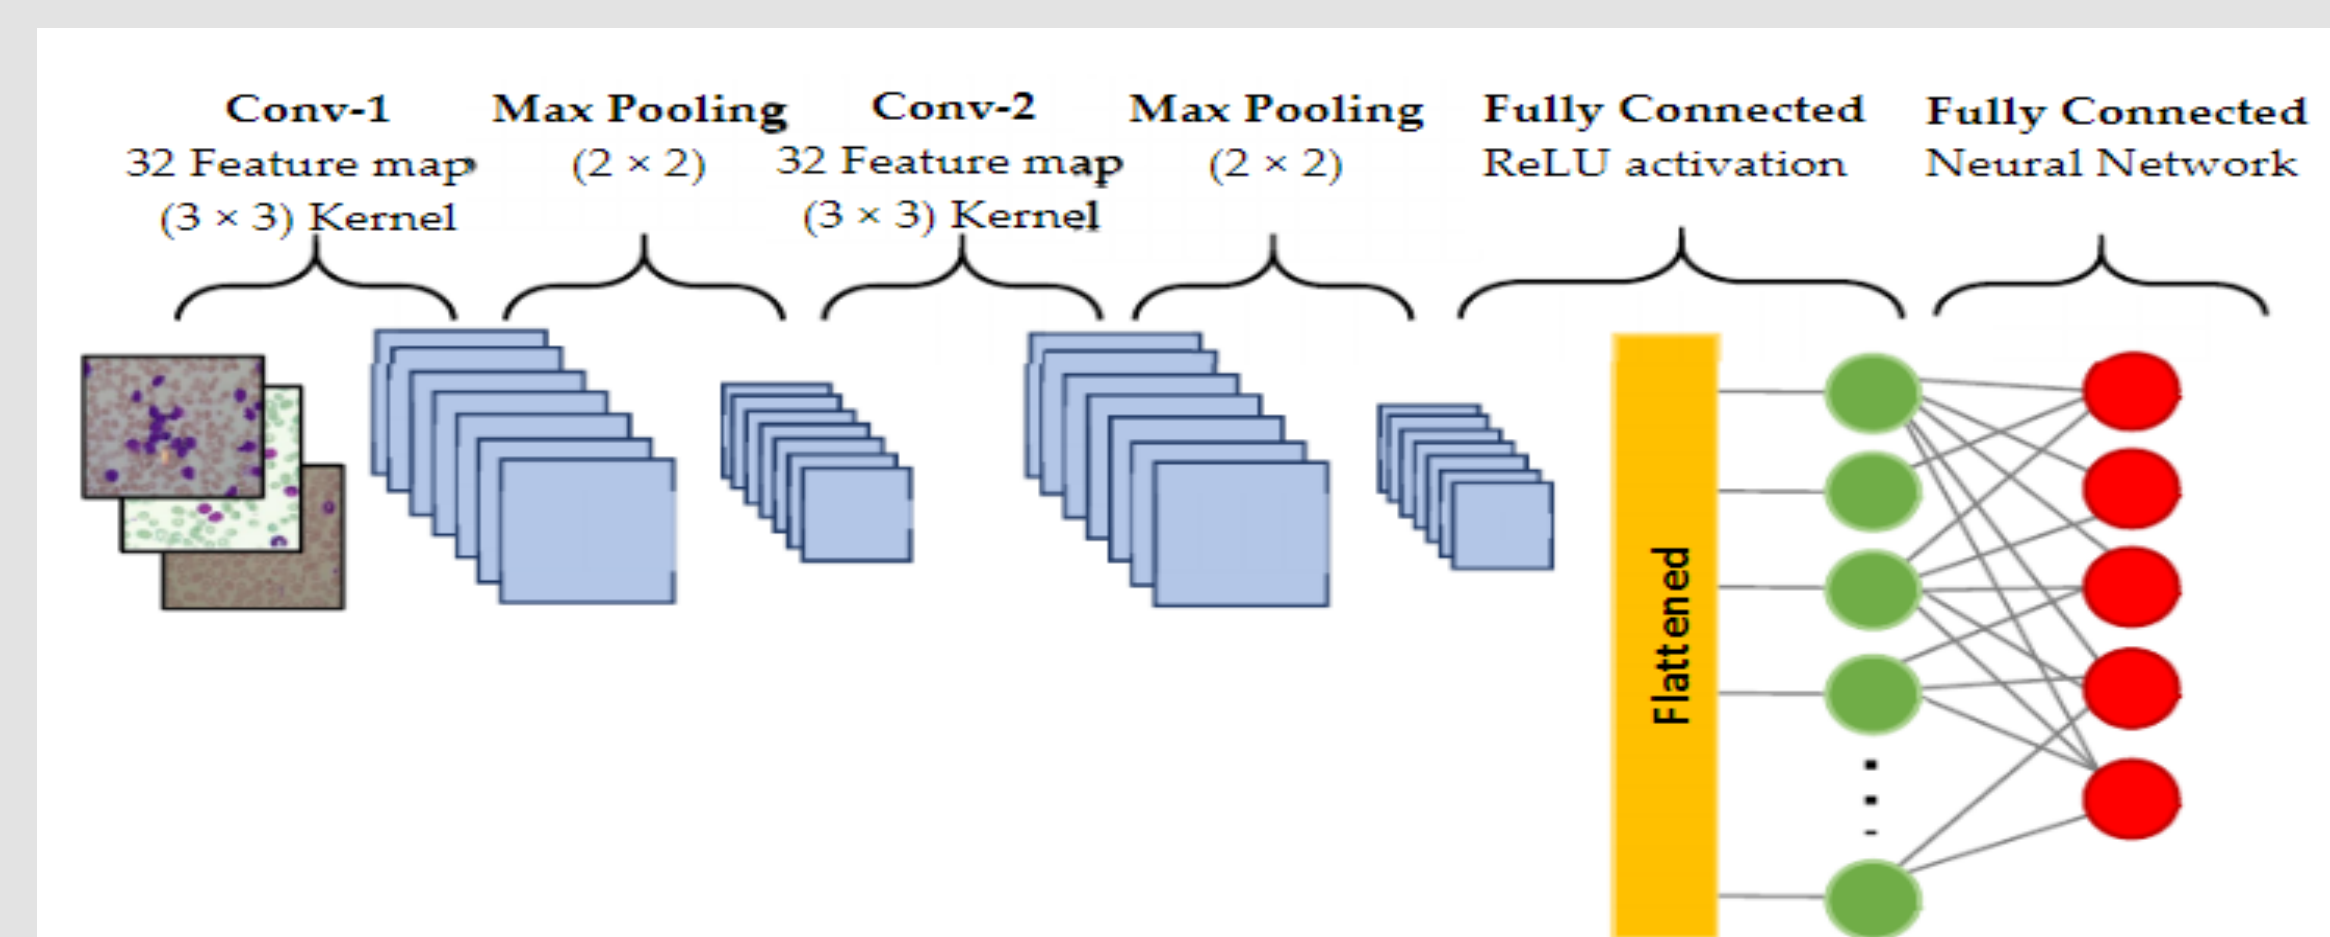 Conv-1
32 Feature map
(3 × 3) Kernel
Max Pooling
(2 × 2)
Conv-2
32 Feature map
(3 × 3) Kernel
Max Pooling
(2 × 2)
Fully Connected
ReLU activation
Fully Connected
Neural Network
Flattened